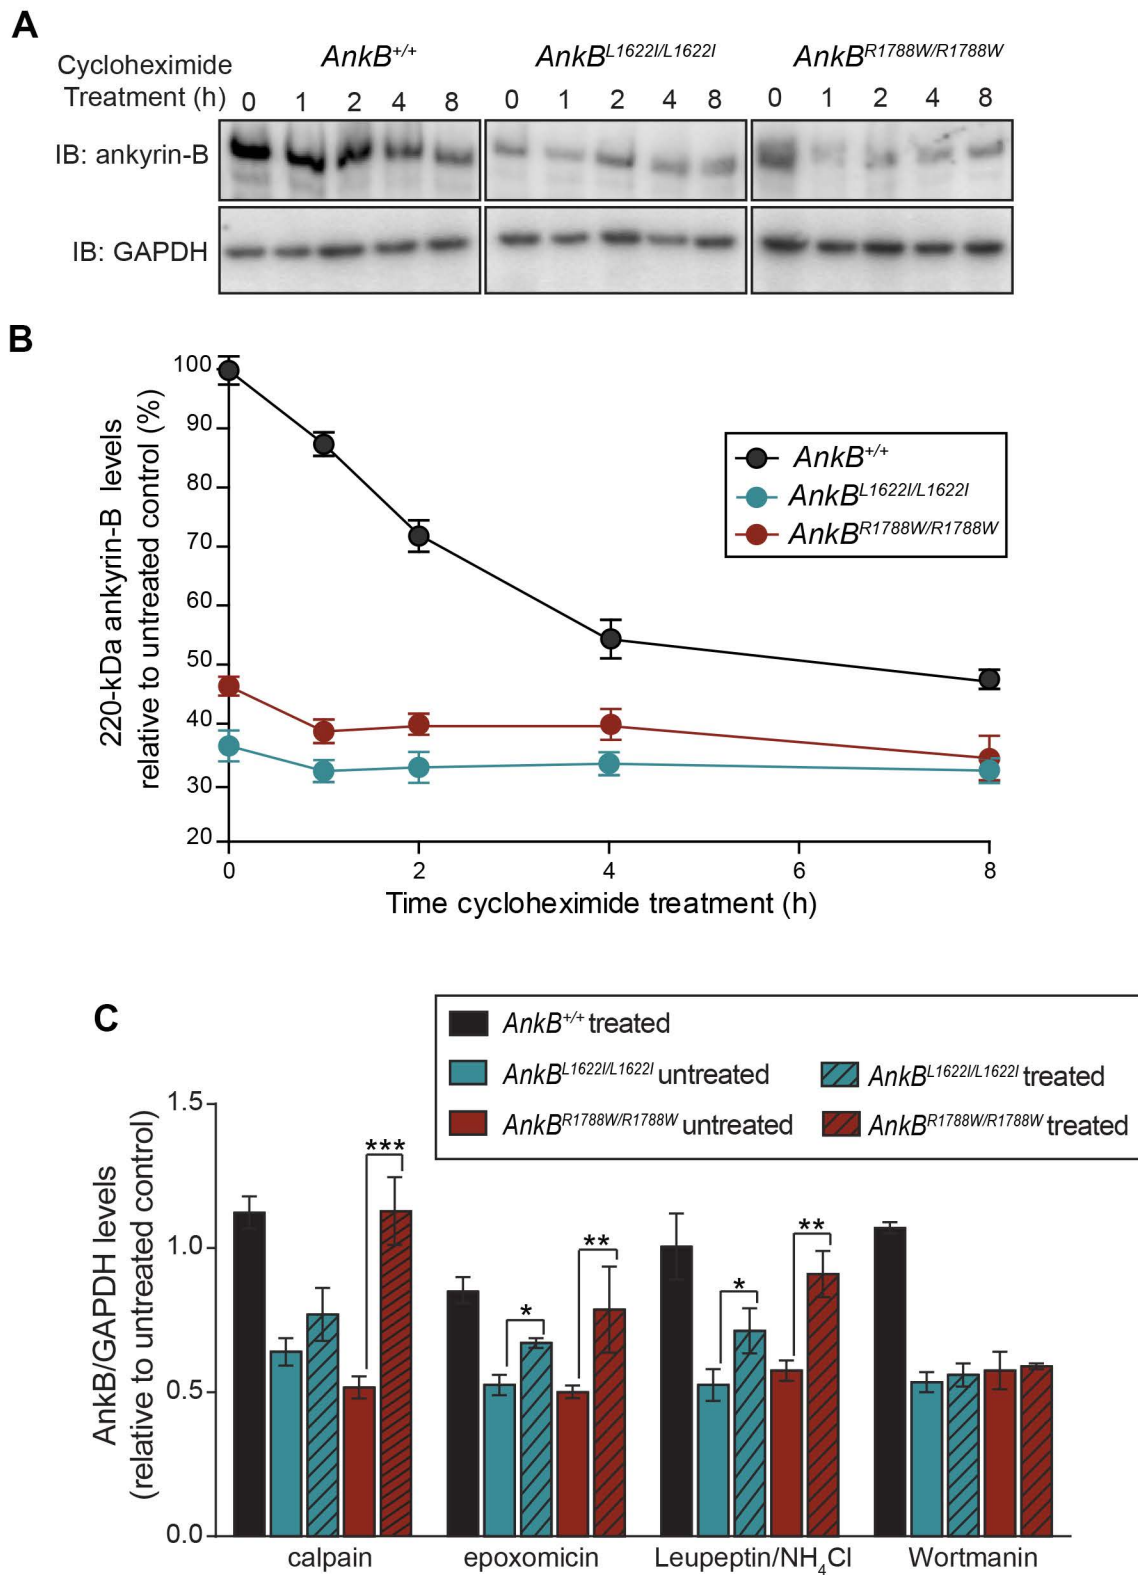 A
Cycloheximide
Treatment (h)
AnkB+/+ AnkBL1622I/L1622I AnkBR1788W/R1788W
0 1 2 4 8 0 1 2 4 8 0 1 2 4 8
IB: ankyrin-B
IB: GAPDH
B
220-kDa ankyrin-B levels
relative to untreated control (%)
100
90
80
70
60
50
40
30
20
AnkB+/+
AnkBL1622I/L1622I
AnkBR1788W/R1788W
0 2 4 6 8
Time cycloheximide treatment (h)
C
AnkB+/+ treated
AnkBL1622I/L1622I untreated AnkBL1622I/L1622I treated
AnkBR1788W/R1788W untreated AnkBR1788W/R1788W treated
AnkB/GAPDH levels
(relative to untreated control)
1.5
1.0
0.5
0.0
***
*
**
*
**
calpain epoxomicin Leupeptin/NH4Cl Wortmanin